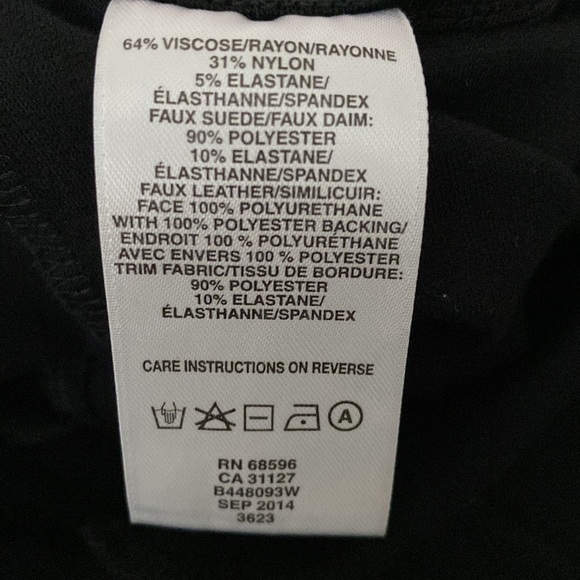 64% VISCOSE/RAYON/RAYONNE
31% NYLON
5% ELASTANE/
ÉLASTHANNE/SPANDEX
FAUX SUEDE/FAUX DAIM:
90% POLYESTER
10% ELASTANE/
ÉLASTHANNE/SPANDEX
FAUX LEATHER/SIMILICUIR:
FACE 100% POLYURETHANE
WITH 100% POLYESTER BACKING/
ENDROIT 100 % POLYURÉTHANE
AVEC ENVERS 100 % POLYESTER
TRIM FABRIC/TISSU DE BORDURE:
90% POLYESTER
10% ELASTANE/
ÉLASTHANNE/SPANDEX
CARE INSTRUCTIONS ON REVERSE
A
RN 68596
CA 31127
B448093W
SEP 2014
3623